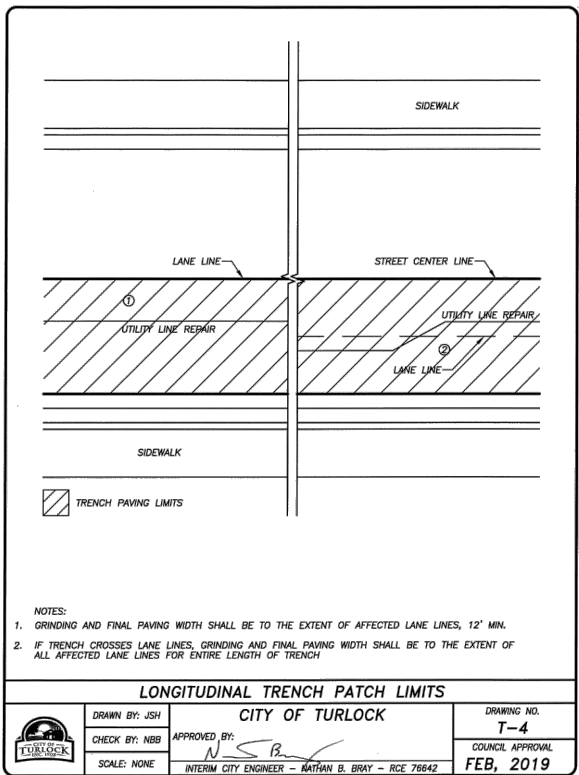 SIDEWALK
LANE LINE
STREET CENTER LINE
1
UTILITY LINE REPAIR
UTILITY LINE REPAIR
2
LANE LINE
SIDEWALK
TRENCH PAVING LIMITS
NOTES:
1. GRINDING AND FINAL PAVING WIDTH SHALL BE TO THE EXTENT OF AFFECTED LANE LINES, 12' MIN.
2. IF TRENCH CROSSES LANE LINES, GRINDING AND FINAL PAVING WIDTH SHALL BE TO THE EXTENT OF
ALL AFFECTED LANE LINES FOR ENTIRE LENGTH OF TRENCH
LONGITUDINAL TRENCH PATCH LIMITS
CITY OF
TURLOCK
DRAWN BY: JSH
CHECK BY: NBB
SCALE: NONE
CITY OF TURLOCK
APPROVED BY:
INTERIM CITY ENGINEER – NATHAN B. BRAY – RCE 76642
DRAWING NO.
T-4
COUNCIL APPROVAL
FEB, 2019